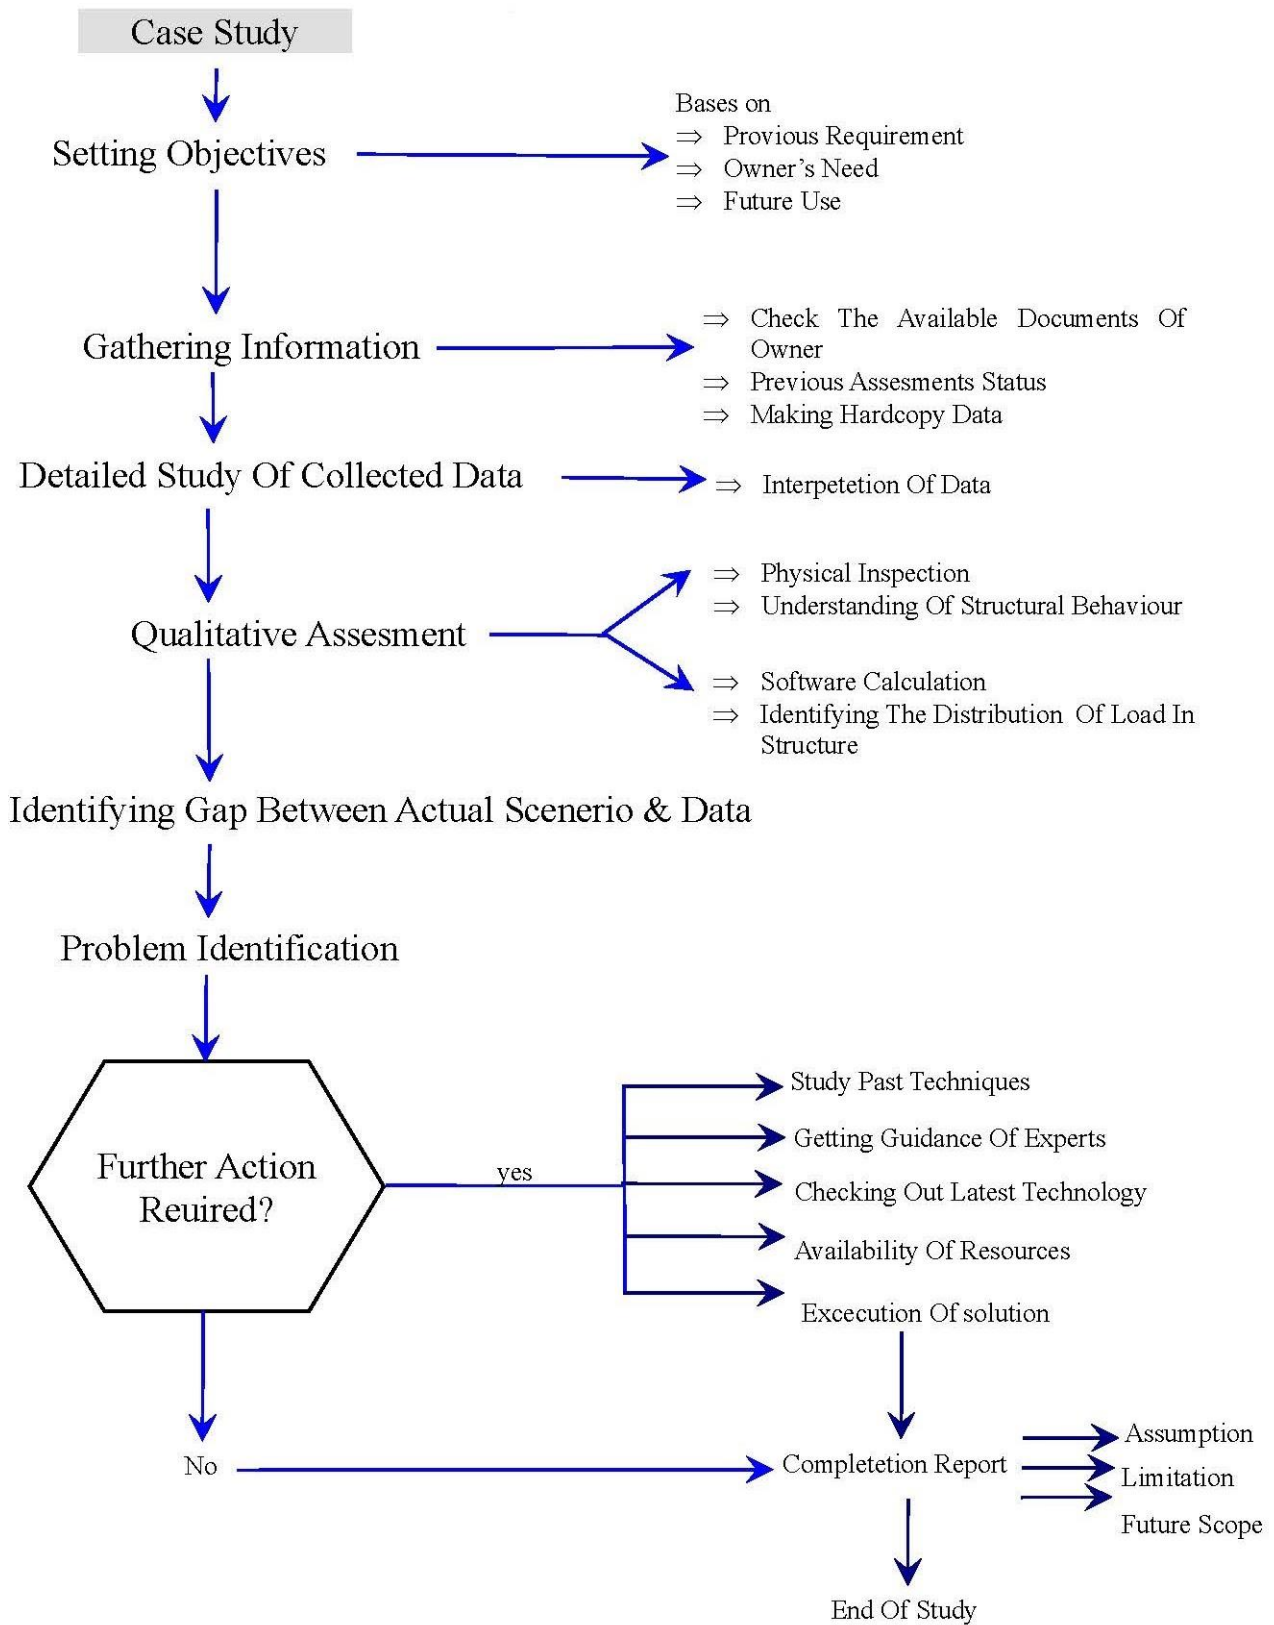 Case Study
Setting Objectives
Bases on
⇒ Provious Requirement
⇒ Owner's Need
⇒ Future Use
Gathering Information
⇒ Check The Available Documents Of
Owner
⇒ Previous Assesments Status
⇒ Making Hardcopy Data
Detailed Study Of Collected Data
⇒ Interpetetion Of Data
Qualitative Assesment
⇒ Physical Inspection
⇒ Understanding Of Structural Behaviour
⇒ Software Calculation
⇒ Identifying The Distribution Of Load In
Structure
Identifying Gap Between Actual Scenerio & Data
Problem Identification
Further Action
Reuired?
yes
Study Past Techniques
Getting Guidance Of Experts
Checking Out Latest Technology
Availability Of Resources
Excecution Of solution
No
Completetion Report
Assumption
Limitation
Future Scope
End Of Study